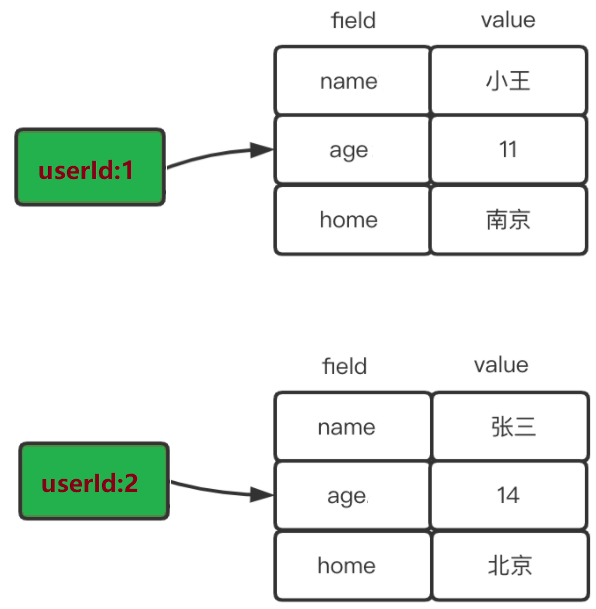 field value
name 小王
userId:1
age 11
home 南京
field value
name 张三
userId:2
age 14
home 北京